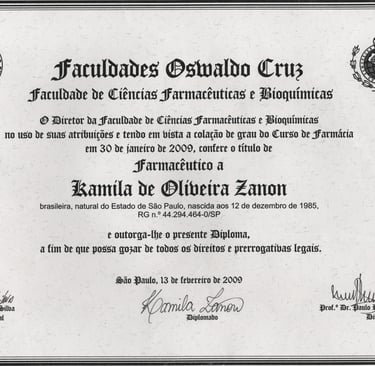 Faculdades Oswaldo Cruz
Faculdade de Ciências Farmacêuticas e Bioquímicas
O Diretor da Faculdade de Ciências Farmacêuticas e Bioquímicas
no uso de suas atribuições e tendo em vista a colação de grau do Curso de Farmácia
em 30 de janeiro de 2009, confere o título de
Farmacêutico a
Kamila de Oliveira Zanon
brasileira, natural do Estado de São Paulo, nascida aos 12 de dezembro de 1985,
RG n.º 44.294.464-0/SP
e outorga-lhe o presente Diploma,
a fim de que possa gozar de todos os direitos e prerrogativas legais.
São Paulo, 13 de fevereiro de 2009
Kamila Zanon
Silva
Diplomado
Prof.º Dr. Paulo